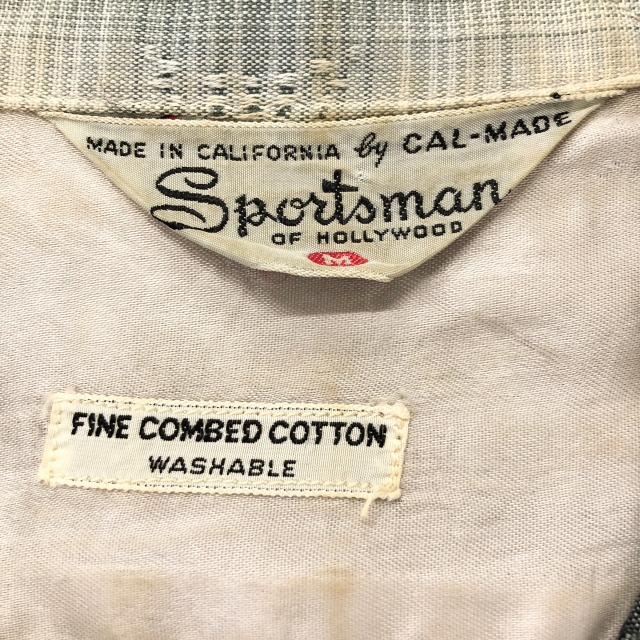 MADE IN CALIFORNIA by CAL-MADE
Sportsman
OF HOLLYWOOD
M
FINE COMBED COTTON
WASHABLE